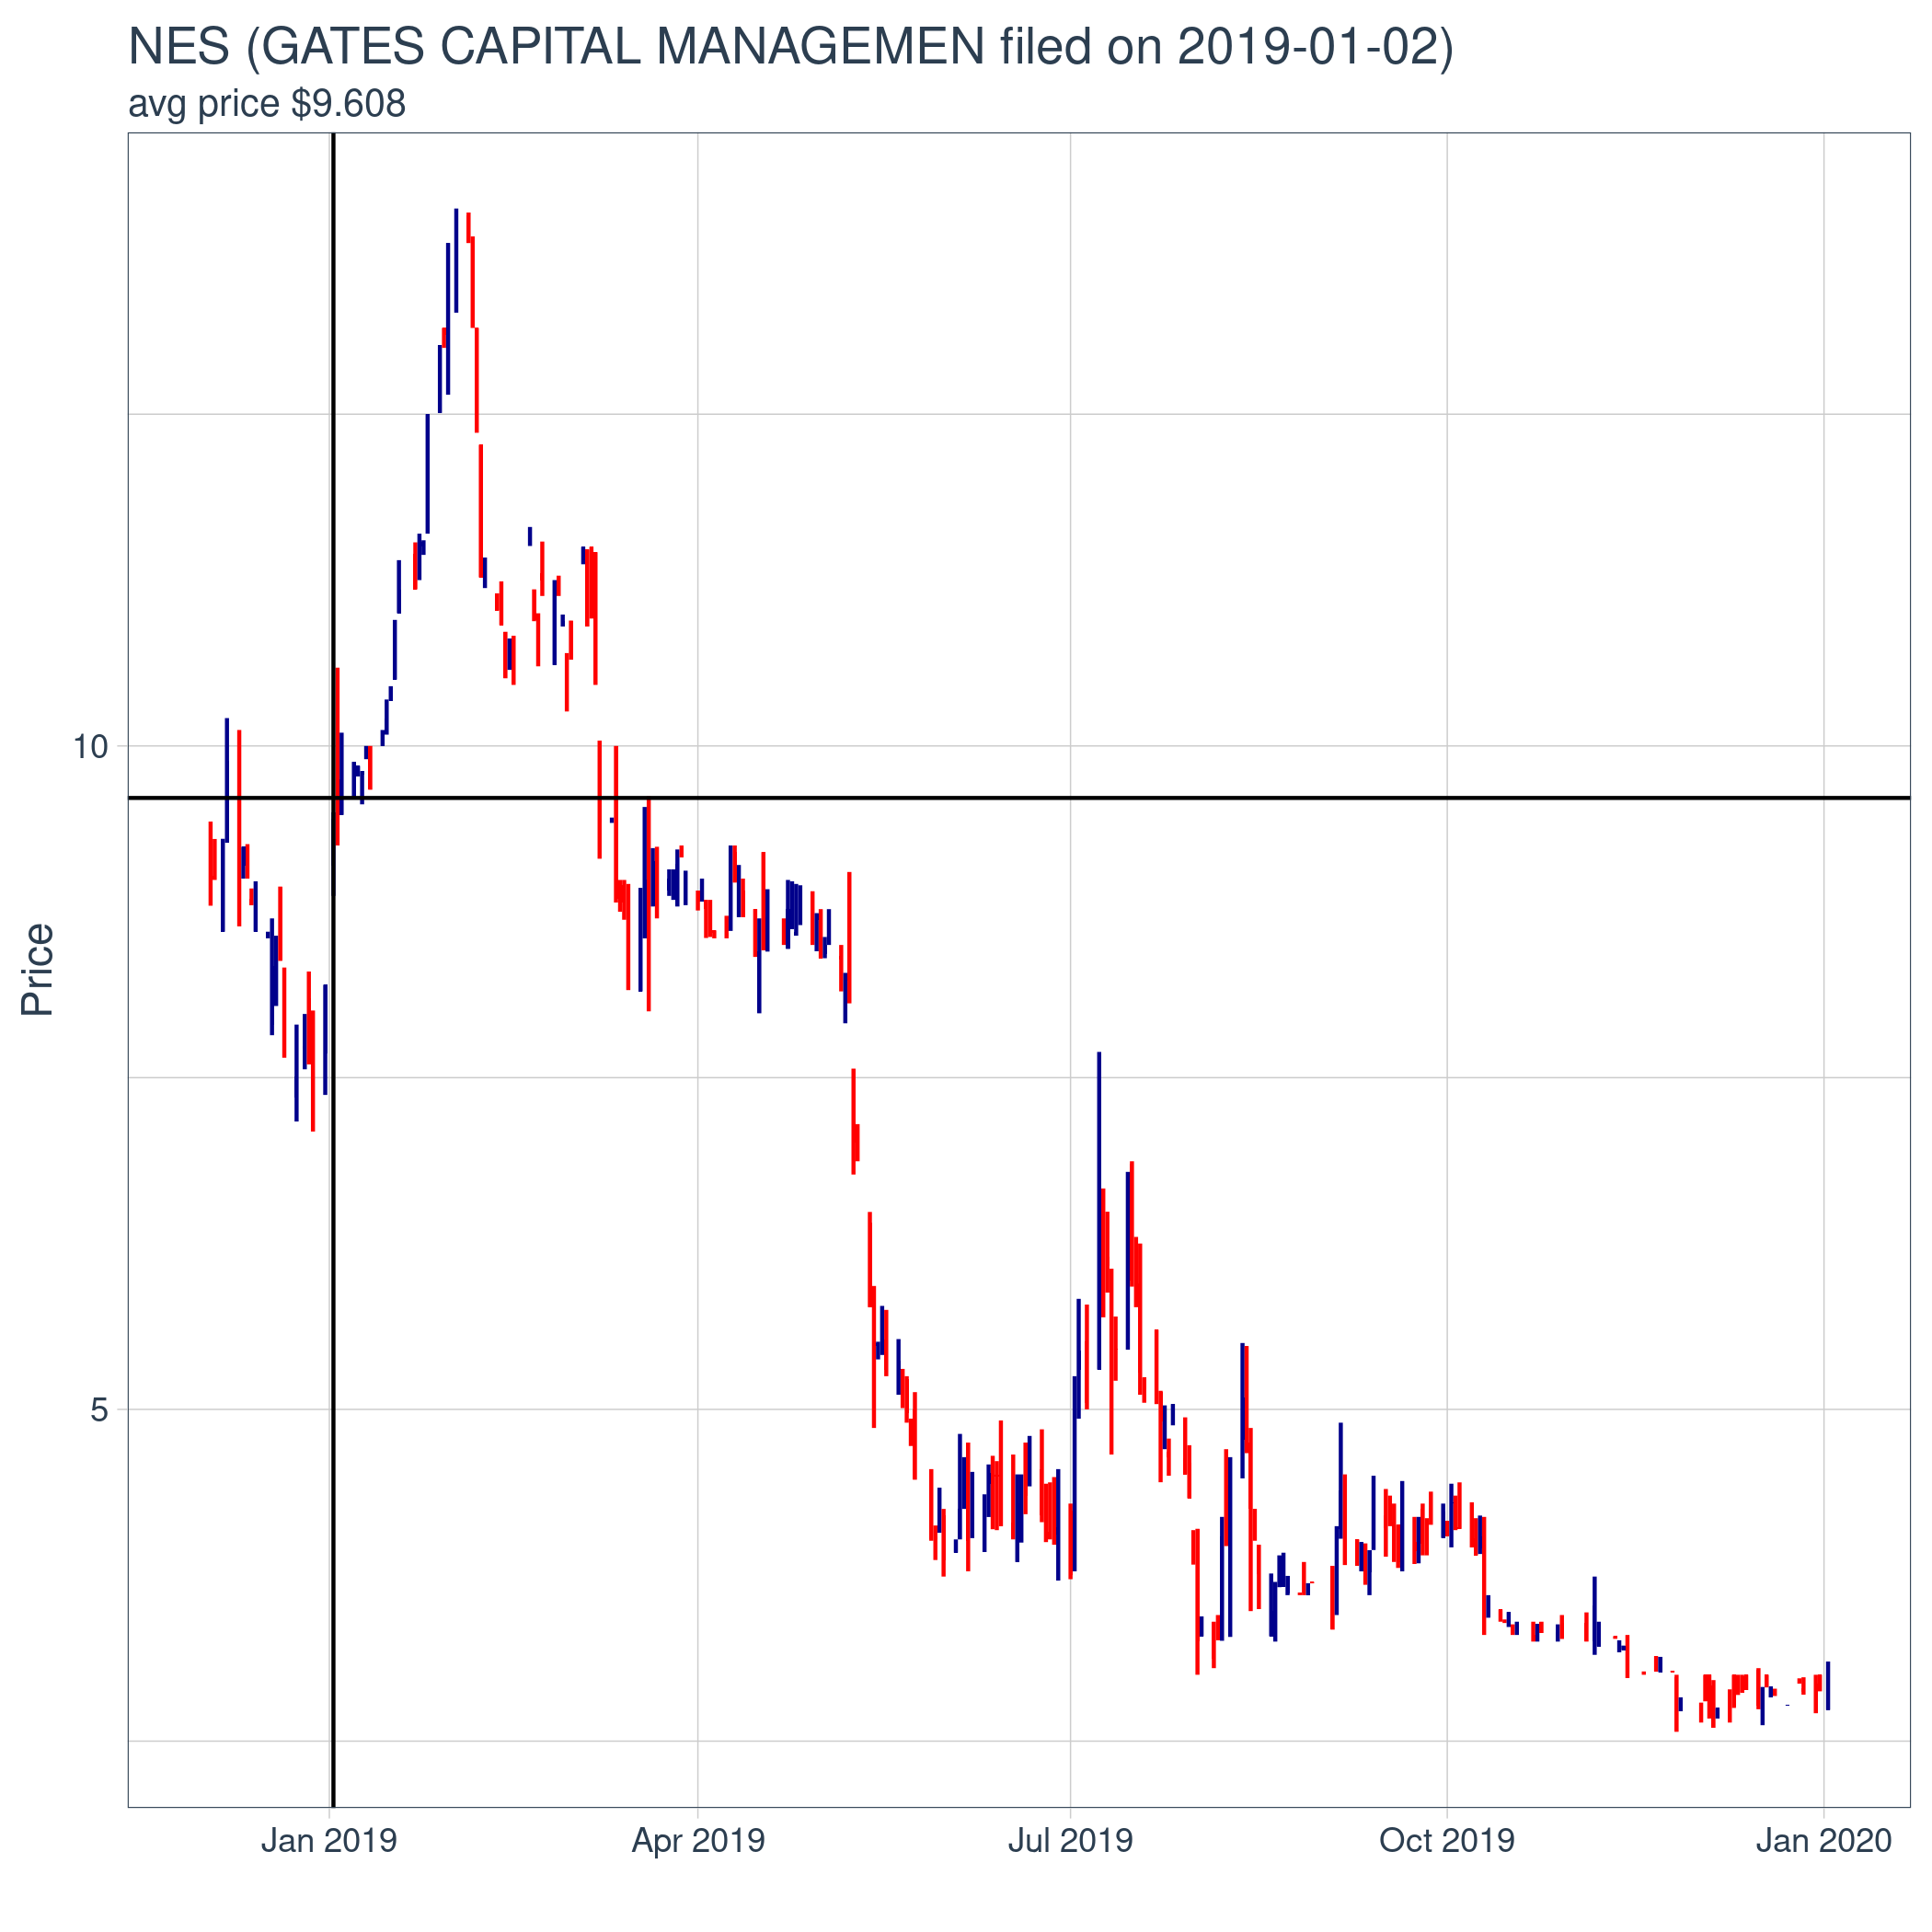 NES (GATES CAPITAL MANAGEMEN filed on 2019-01-02)
avg price $9.608
10
5
Price
Jan 2019
Apr 2019
Jul 2019
Oct 2019
Jan 2020